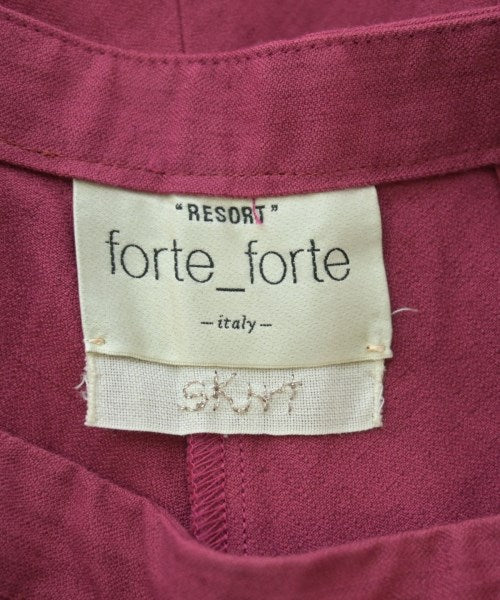 "RESORT"
forte_forte
- italy -
SKIRT